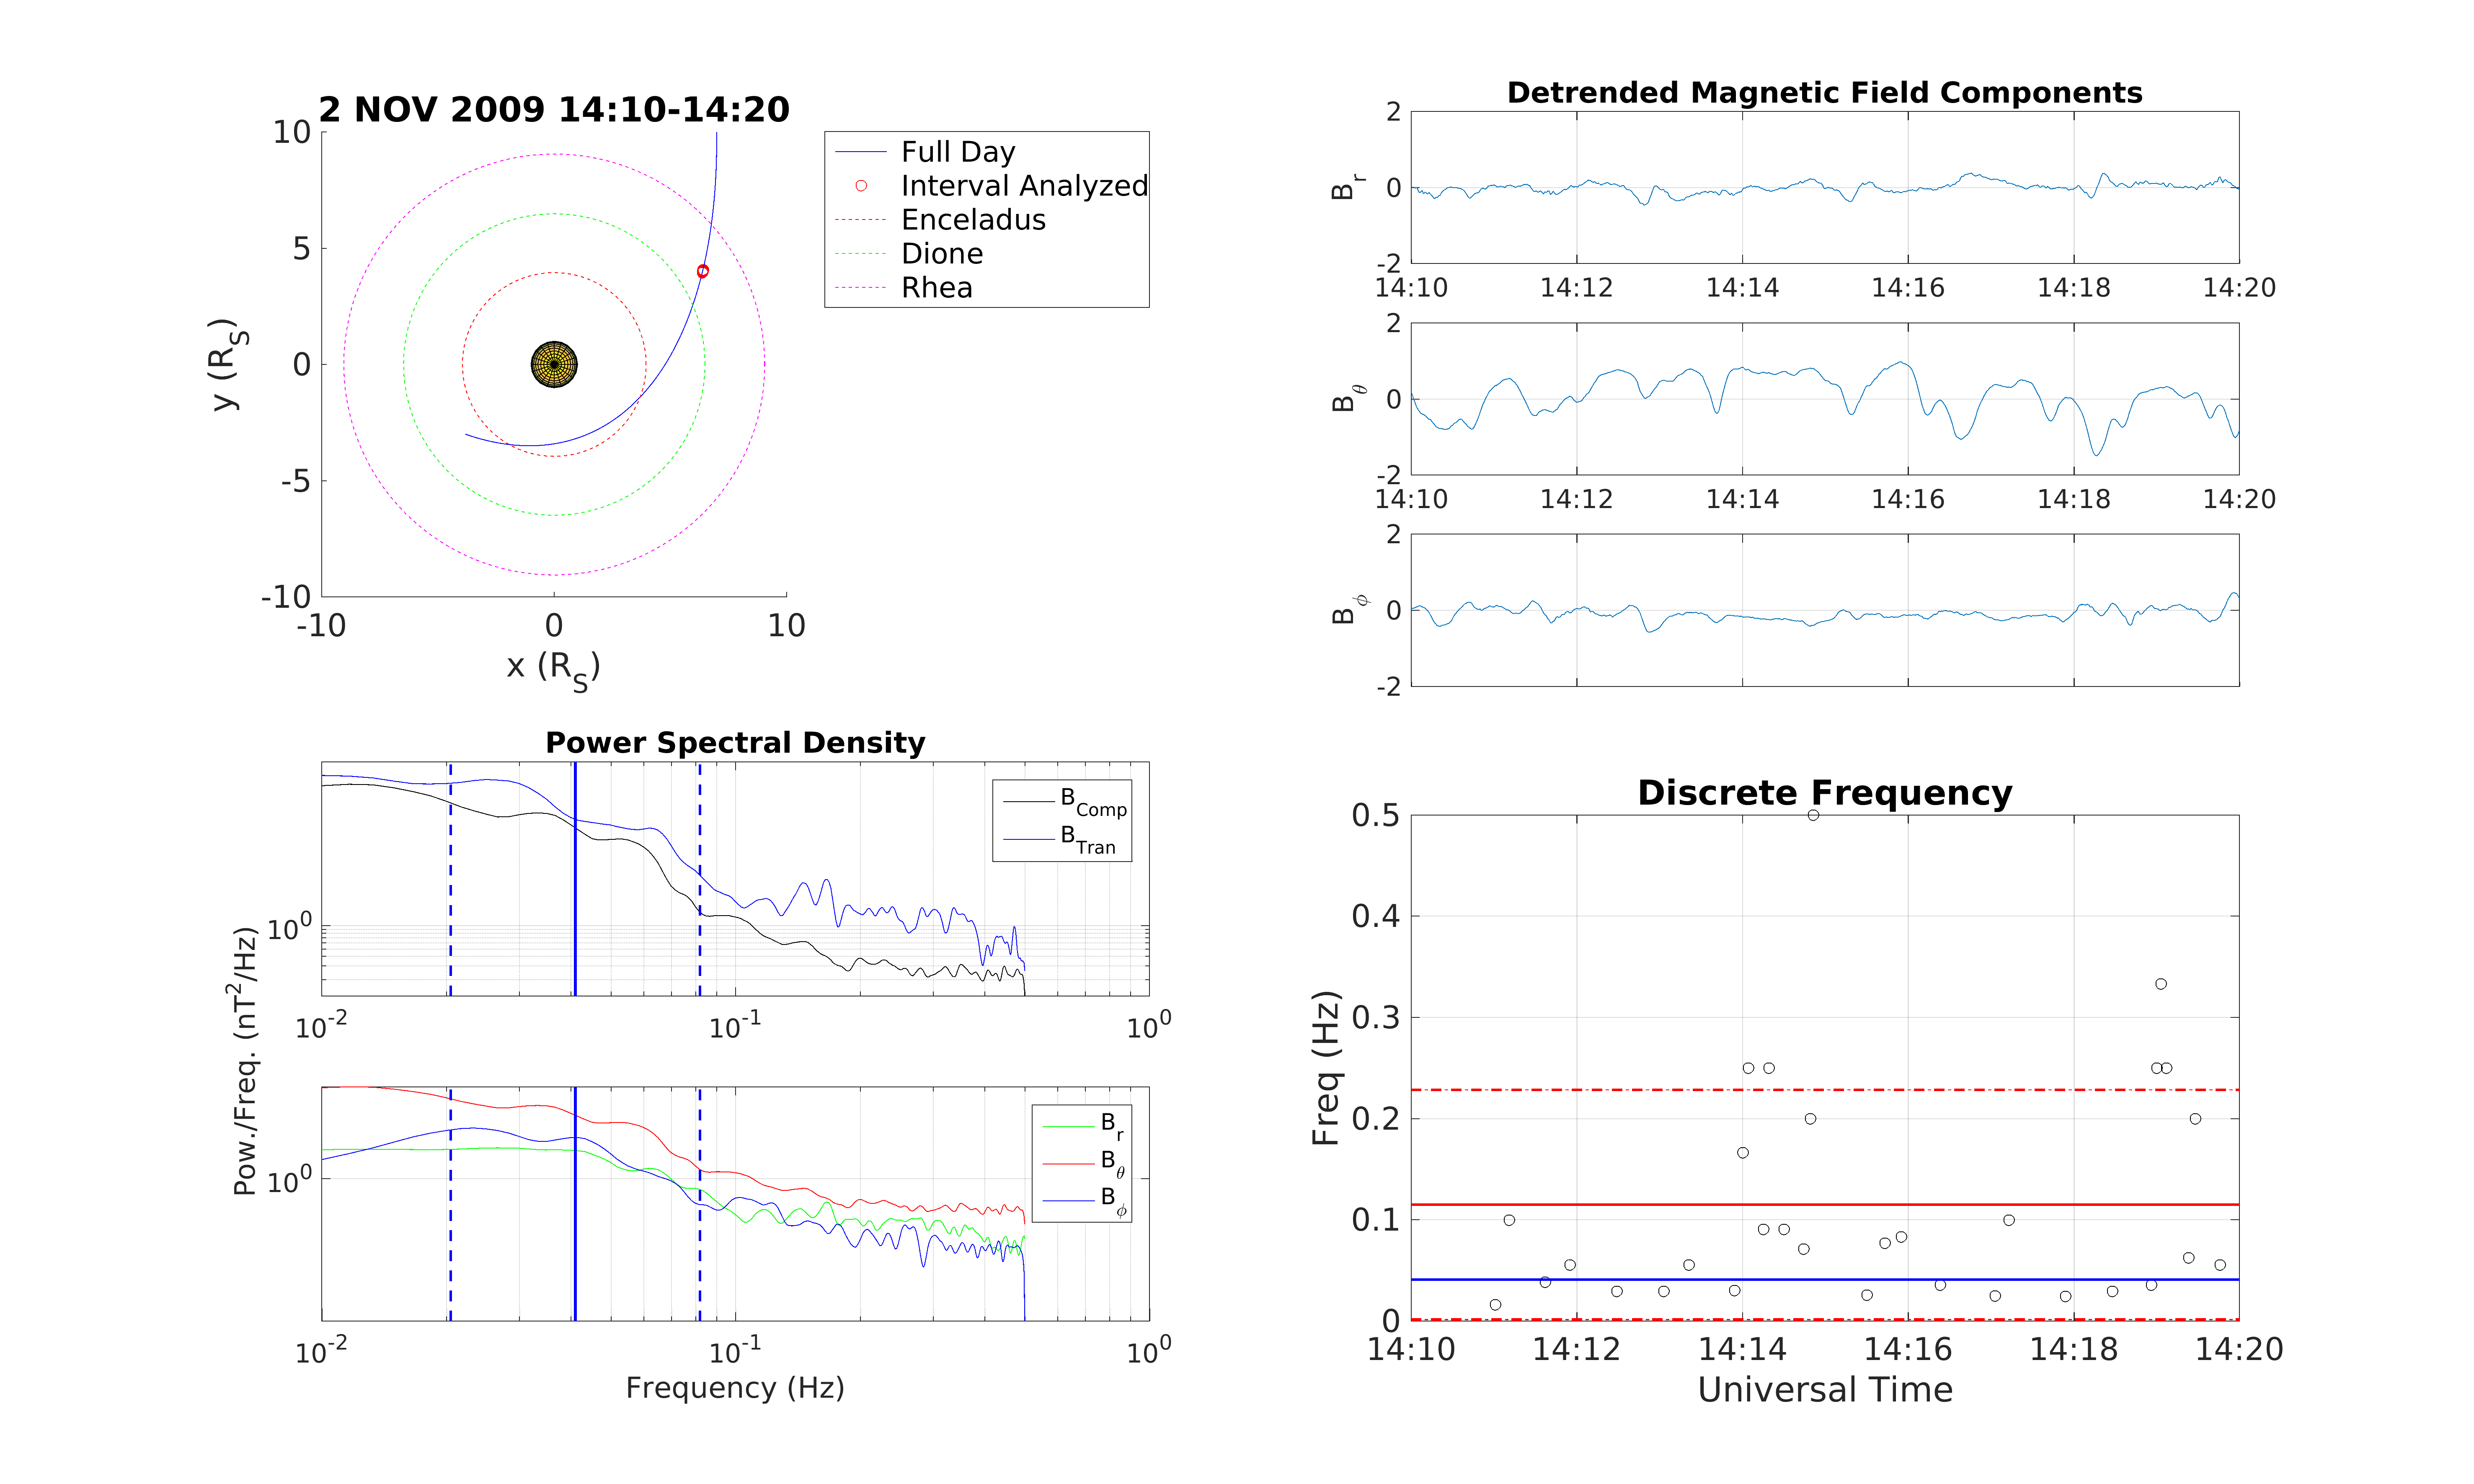 2 NOV 2009 14:10-14:20
10
5
0
-5
-10
-10
0
10
y (R_S)
x (R_S)
Full Day
Interval Analyzed
Enceladus
Dione
Rhea
Detrended Magnetic Field Components
2
0
-2
B_r
14:10
14:12
14:14
14:16
14:18
14:20
2
0
-2
B_θ
14:10
14:12
14:14
14:16
14:18
14:20
2
0
-2
B_ϕ
Power Spectral Density
10^0
B_Comp
B_Tran
10^-2
10^-1
10^0
Pow./Freq. (nT^2/Hz)
10^0
B_r
B_θ
B_ϕ
10^-2
10^-1
10^0
Frequency (Hz)
Discrete Frequency
0.5
0.4
0.3
0.2
0.1
0
Freq (Hz)
14:10
14:12
14:14
14:16
14:18
14:20
Universal Time